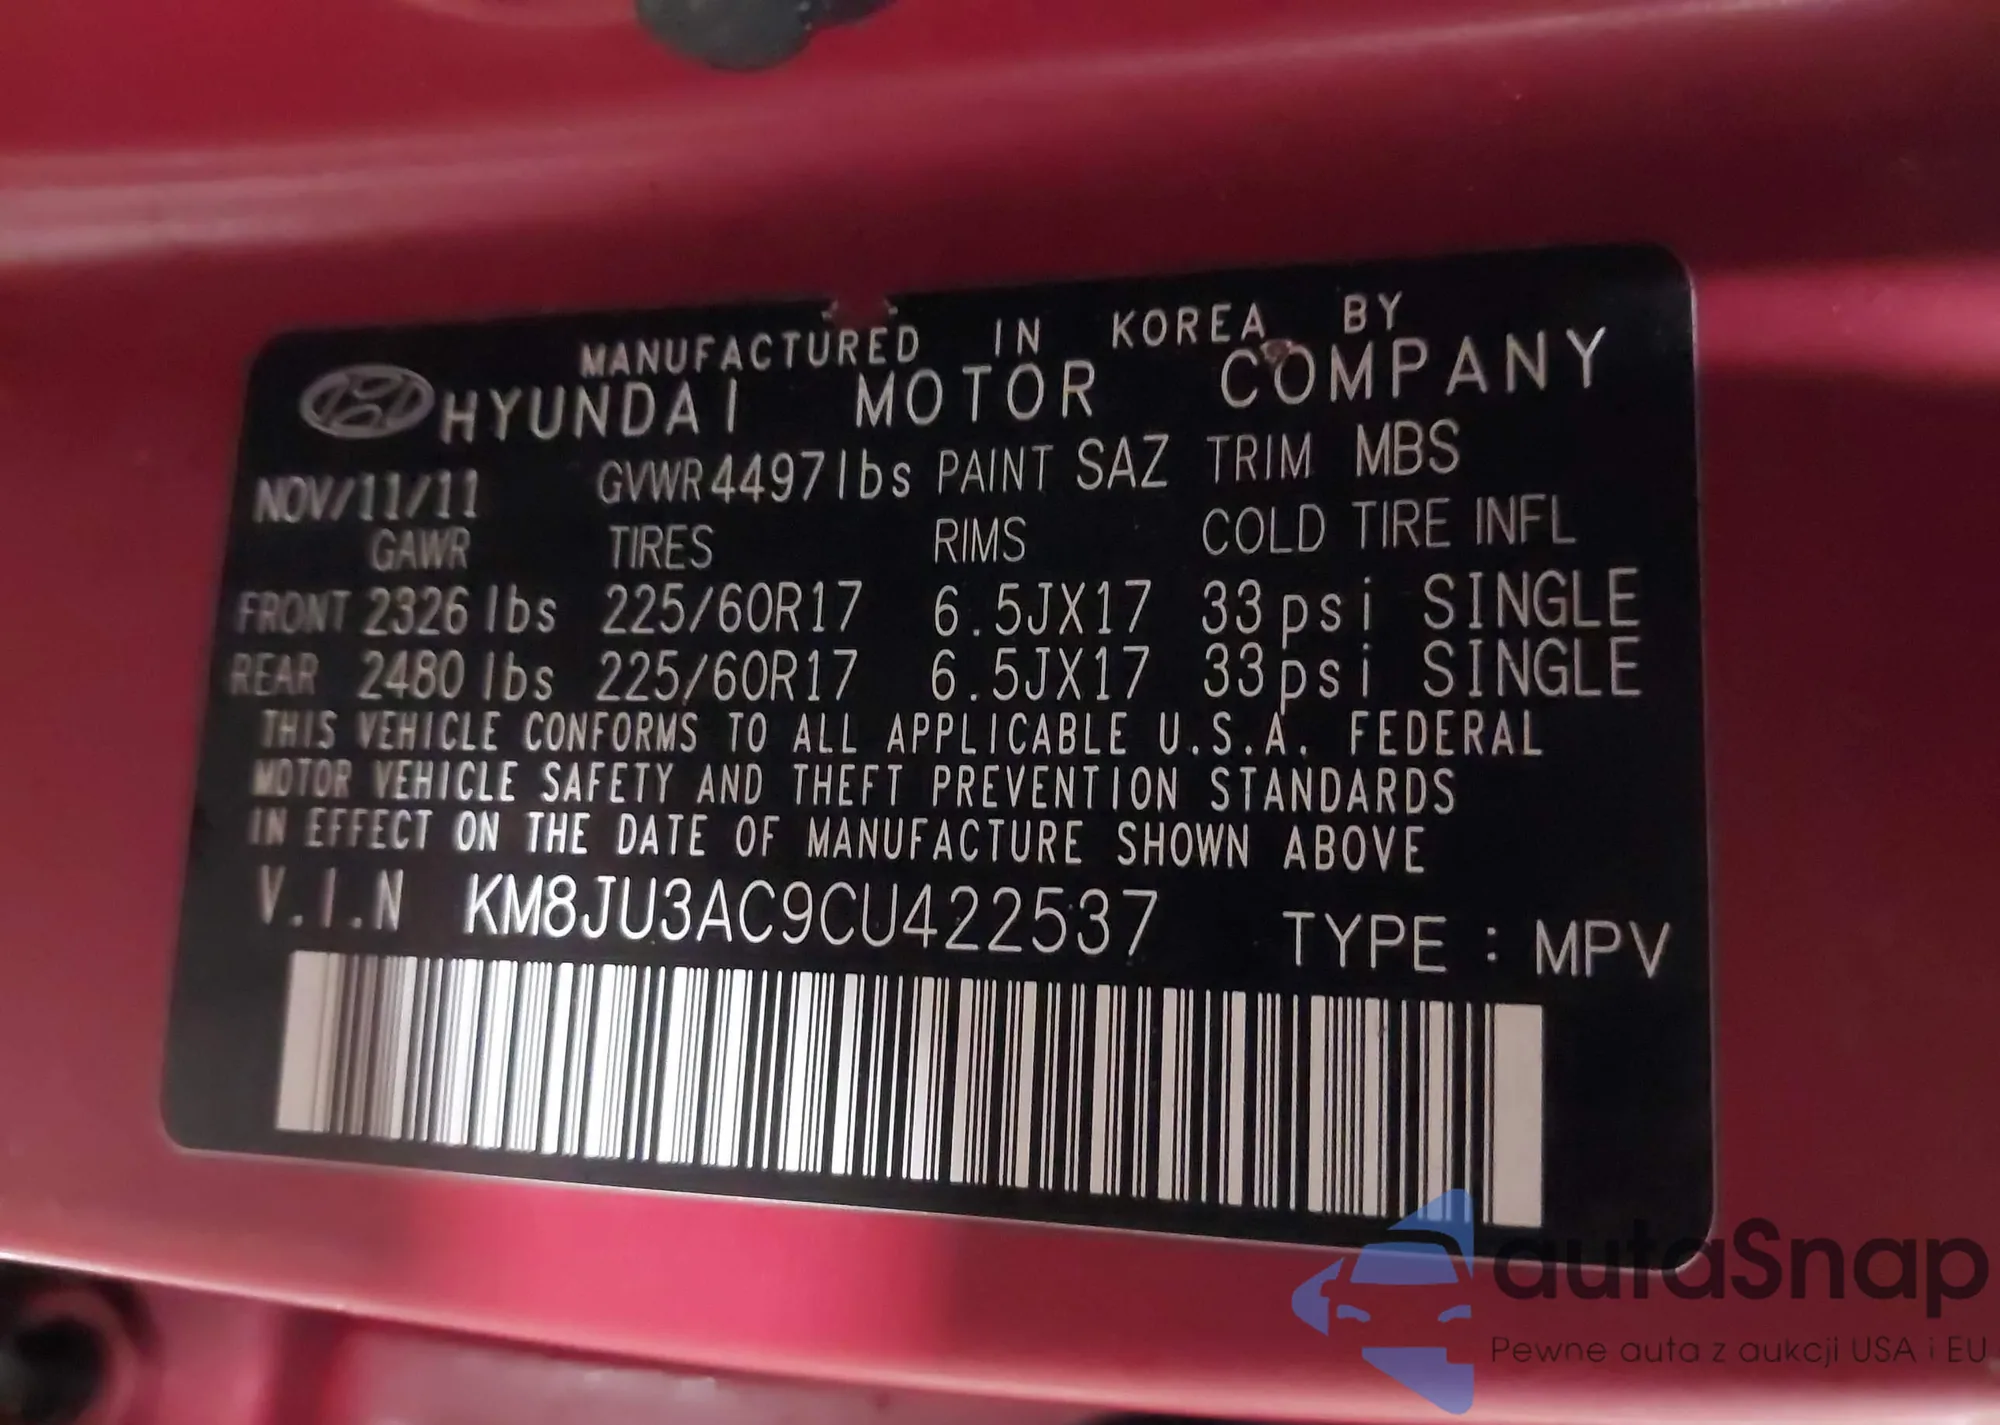 MANUFACTURED IN KOREA BY
HYUNDAI MOTOR COMPANY
NOV/11/11 GVWR 4497lbs PAINT SAZ TRIM MBS
GAWR TIRES RIMS COLD TIRE INFL
FRONT 2326 lbs 225/60R17 6.5JX17 33psi SINGLE
REAR 2480 lbs 225/60R17 6.5JX17 33psi SINGLE
THIS VEHICLE CONFORMS TO ALL APPLICABLE U.S.A. FEDERAL
MOTOR VEHICLE SAFETY AND THEFT PREVENTION STANDARDS
IN EFFECT ON THE DATE OF MANUFACTURE SHOWN ABOVE
V.I.N KM8JU3AC9CU422537 TYPE : MPV
autaSnap
Pewne auta z aukcji USA i EU